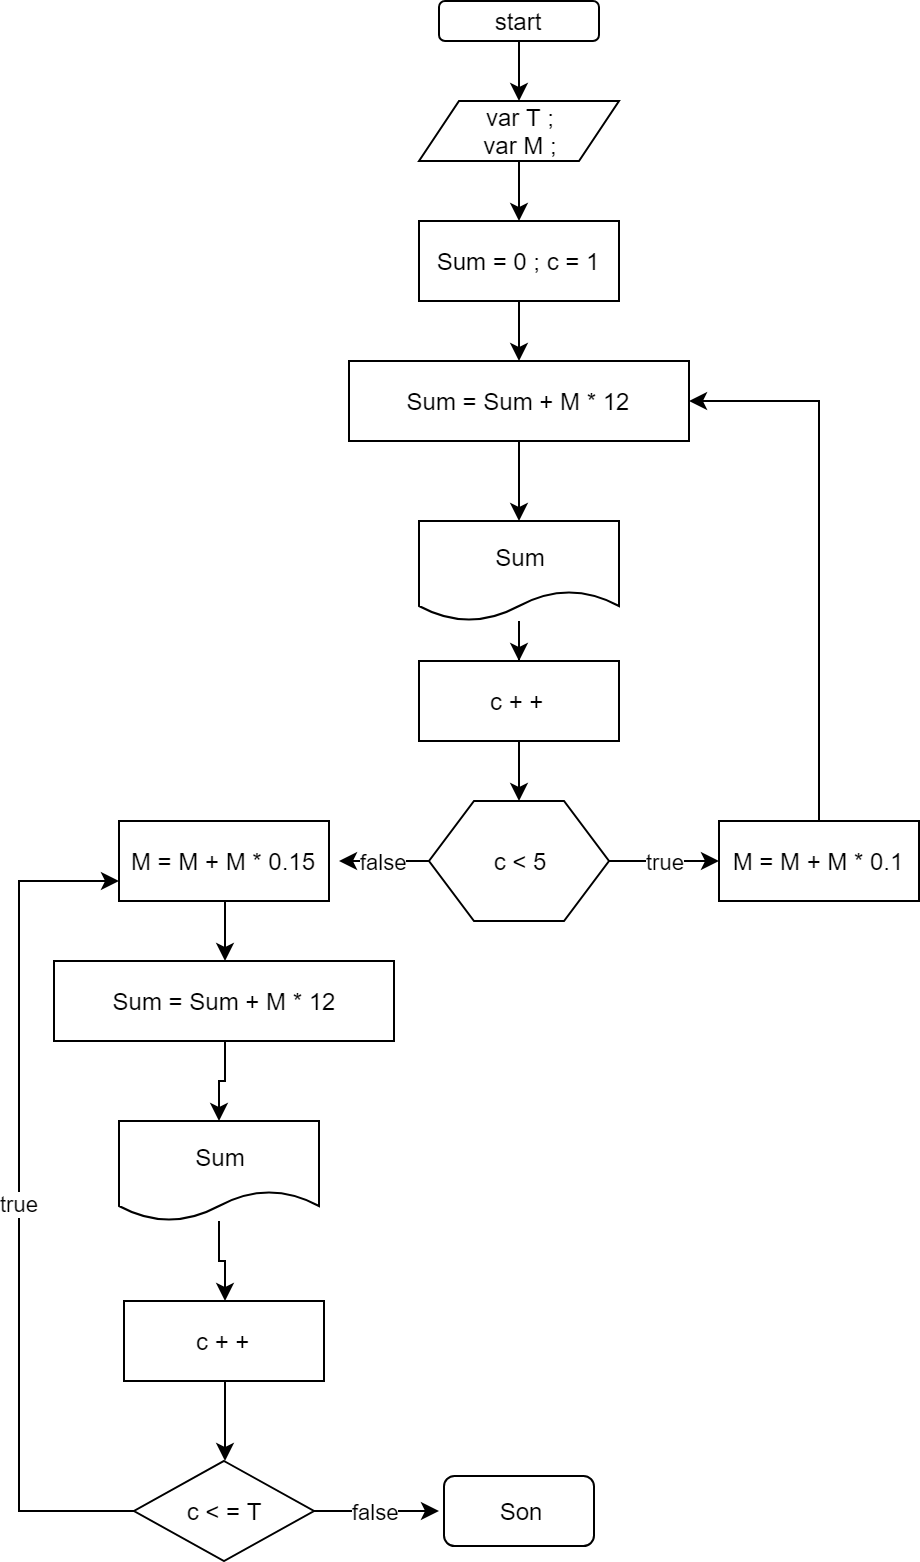 start
var T ;
var M ;
Sum = 0 ; c = 1
Sum = Sum + M * 12
Sum
c + +
c < 5
true
M = M + M * 0.1
false
M = M + M * 0.15
Sum = Sum + M * 12
Sum
c + +
c < = T
true
false
Son